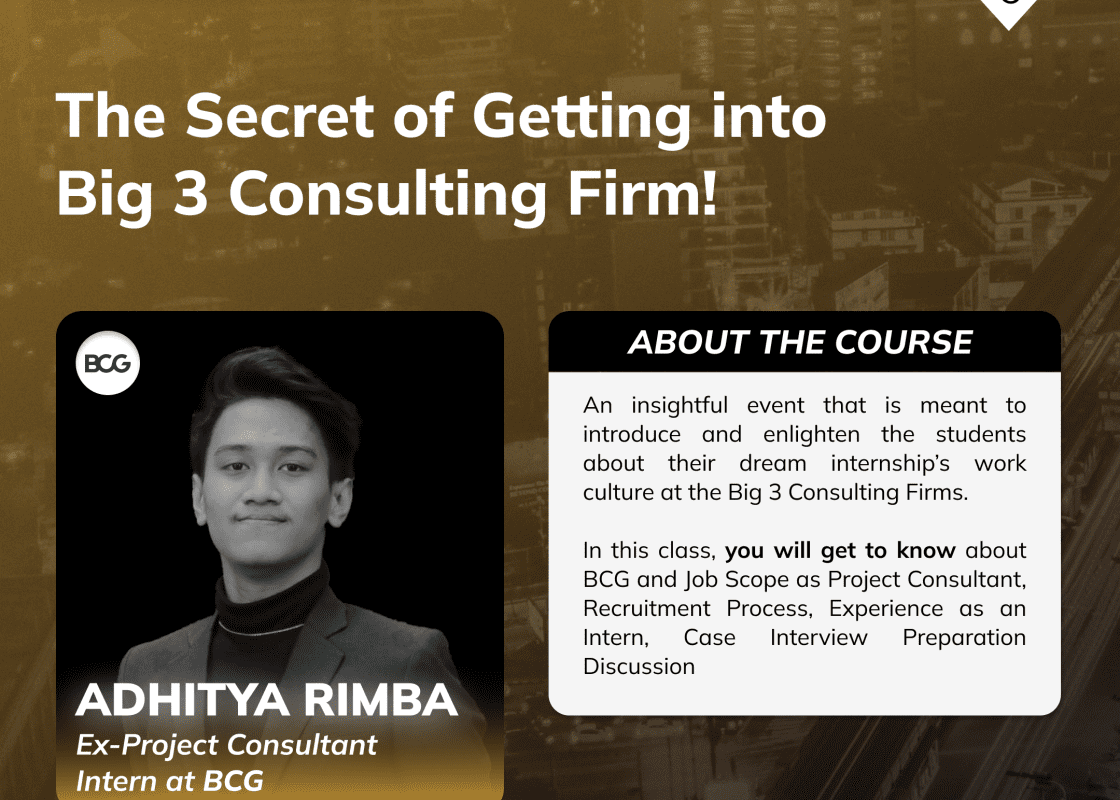 The Secret of Getting into
Big 3 Consulting Firm!
BCG
ADHITYA RIMBA
Ex-Project Consultant
Intern at BCG
ABOUT THE COURSE
An insightful event that is meant to
introduce and enlighten the students
about their dream internship’s work
culture at the Big 3 Consulting Firms.
In this class, you will get to know about
BCG and Job Scope as Project Consultant,
Recruitment Process, Experience as an
Intern, Case Interview Preparation
Discussion